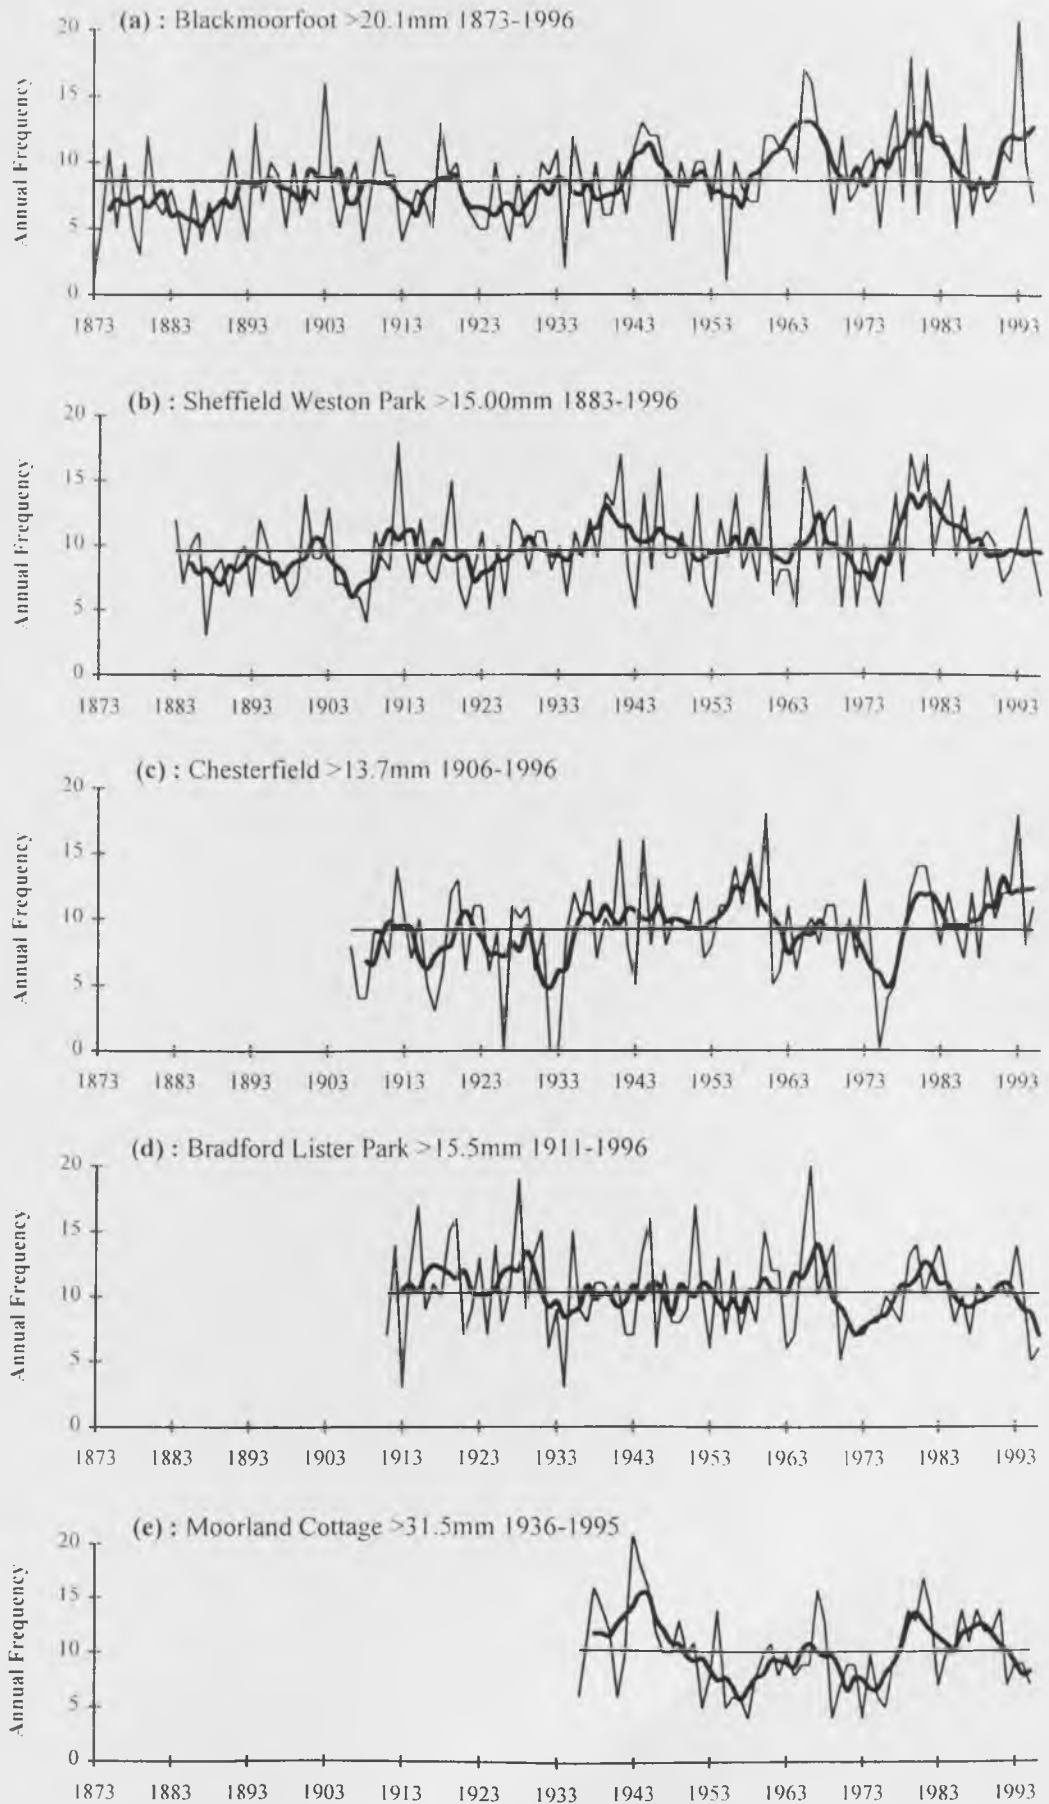 (a) : Blackmoorfoot >20.1mm 1873-1996
Annual Frequency
20
15
10
5
0
1873 1883 1893 1903 1913 1923 1933 1943 1953 1963 1973 1983 1993
(b) : Sheffield Weston Park >15.00mm 1883-1996
Annual Frequency
20
15
10
5
0
1873 1883 1893 1903 1913 1923 1933 1943 1953 1963 1973 1983 1993
(c) : Chesterfield >13.7mm 1906-1996
Annual Frequency
20
15
10
5
0
1873 1883 1893 1903 1913 1923 1933 1943 1953 1963 1973 1983 1993
(d) : Bradford Lister Park >15.5mm 1911-1996
Annual Frequency
20
15
10
5
0
1873 1883 1893 1903 1913 1923 1933 1943 1953 1963 1973 1983 1993
(e) : Moorland Cottage >31.5mm 1936-1995
Annual Frequency
20
15
10
5
0
1873 1883 1893 1903 1913 1923 1933 1943 1953 1963 1973 1983 1993